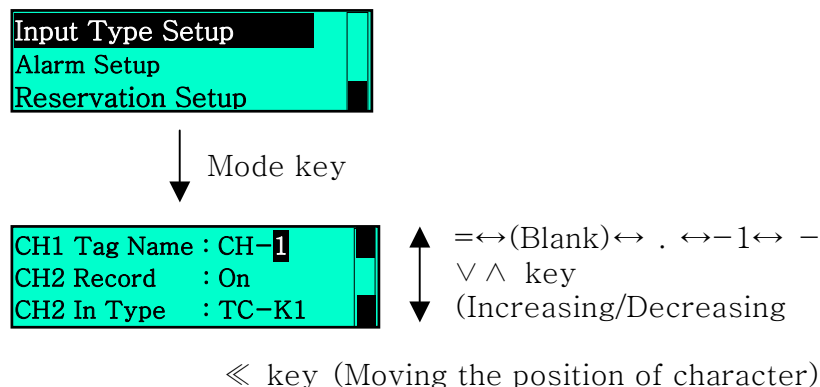 Input Type Setup
Alarm Setup
Reservation Setup
Mode key
CH1 Tag Name : CH-1
CH2 Record : On
CH2 In Type : TC-K1
=↔(Blank)↔ . ↔-1↔ -
∨∧ key
(Increasing/Decreasing
≪ key (Moving the position of character)